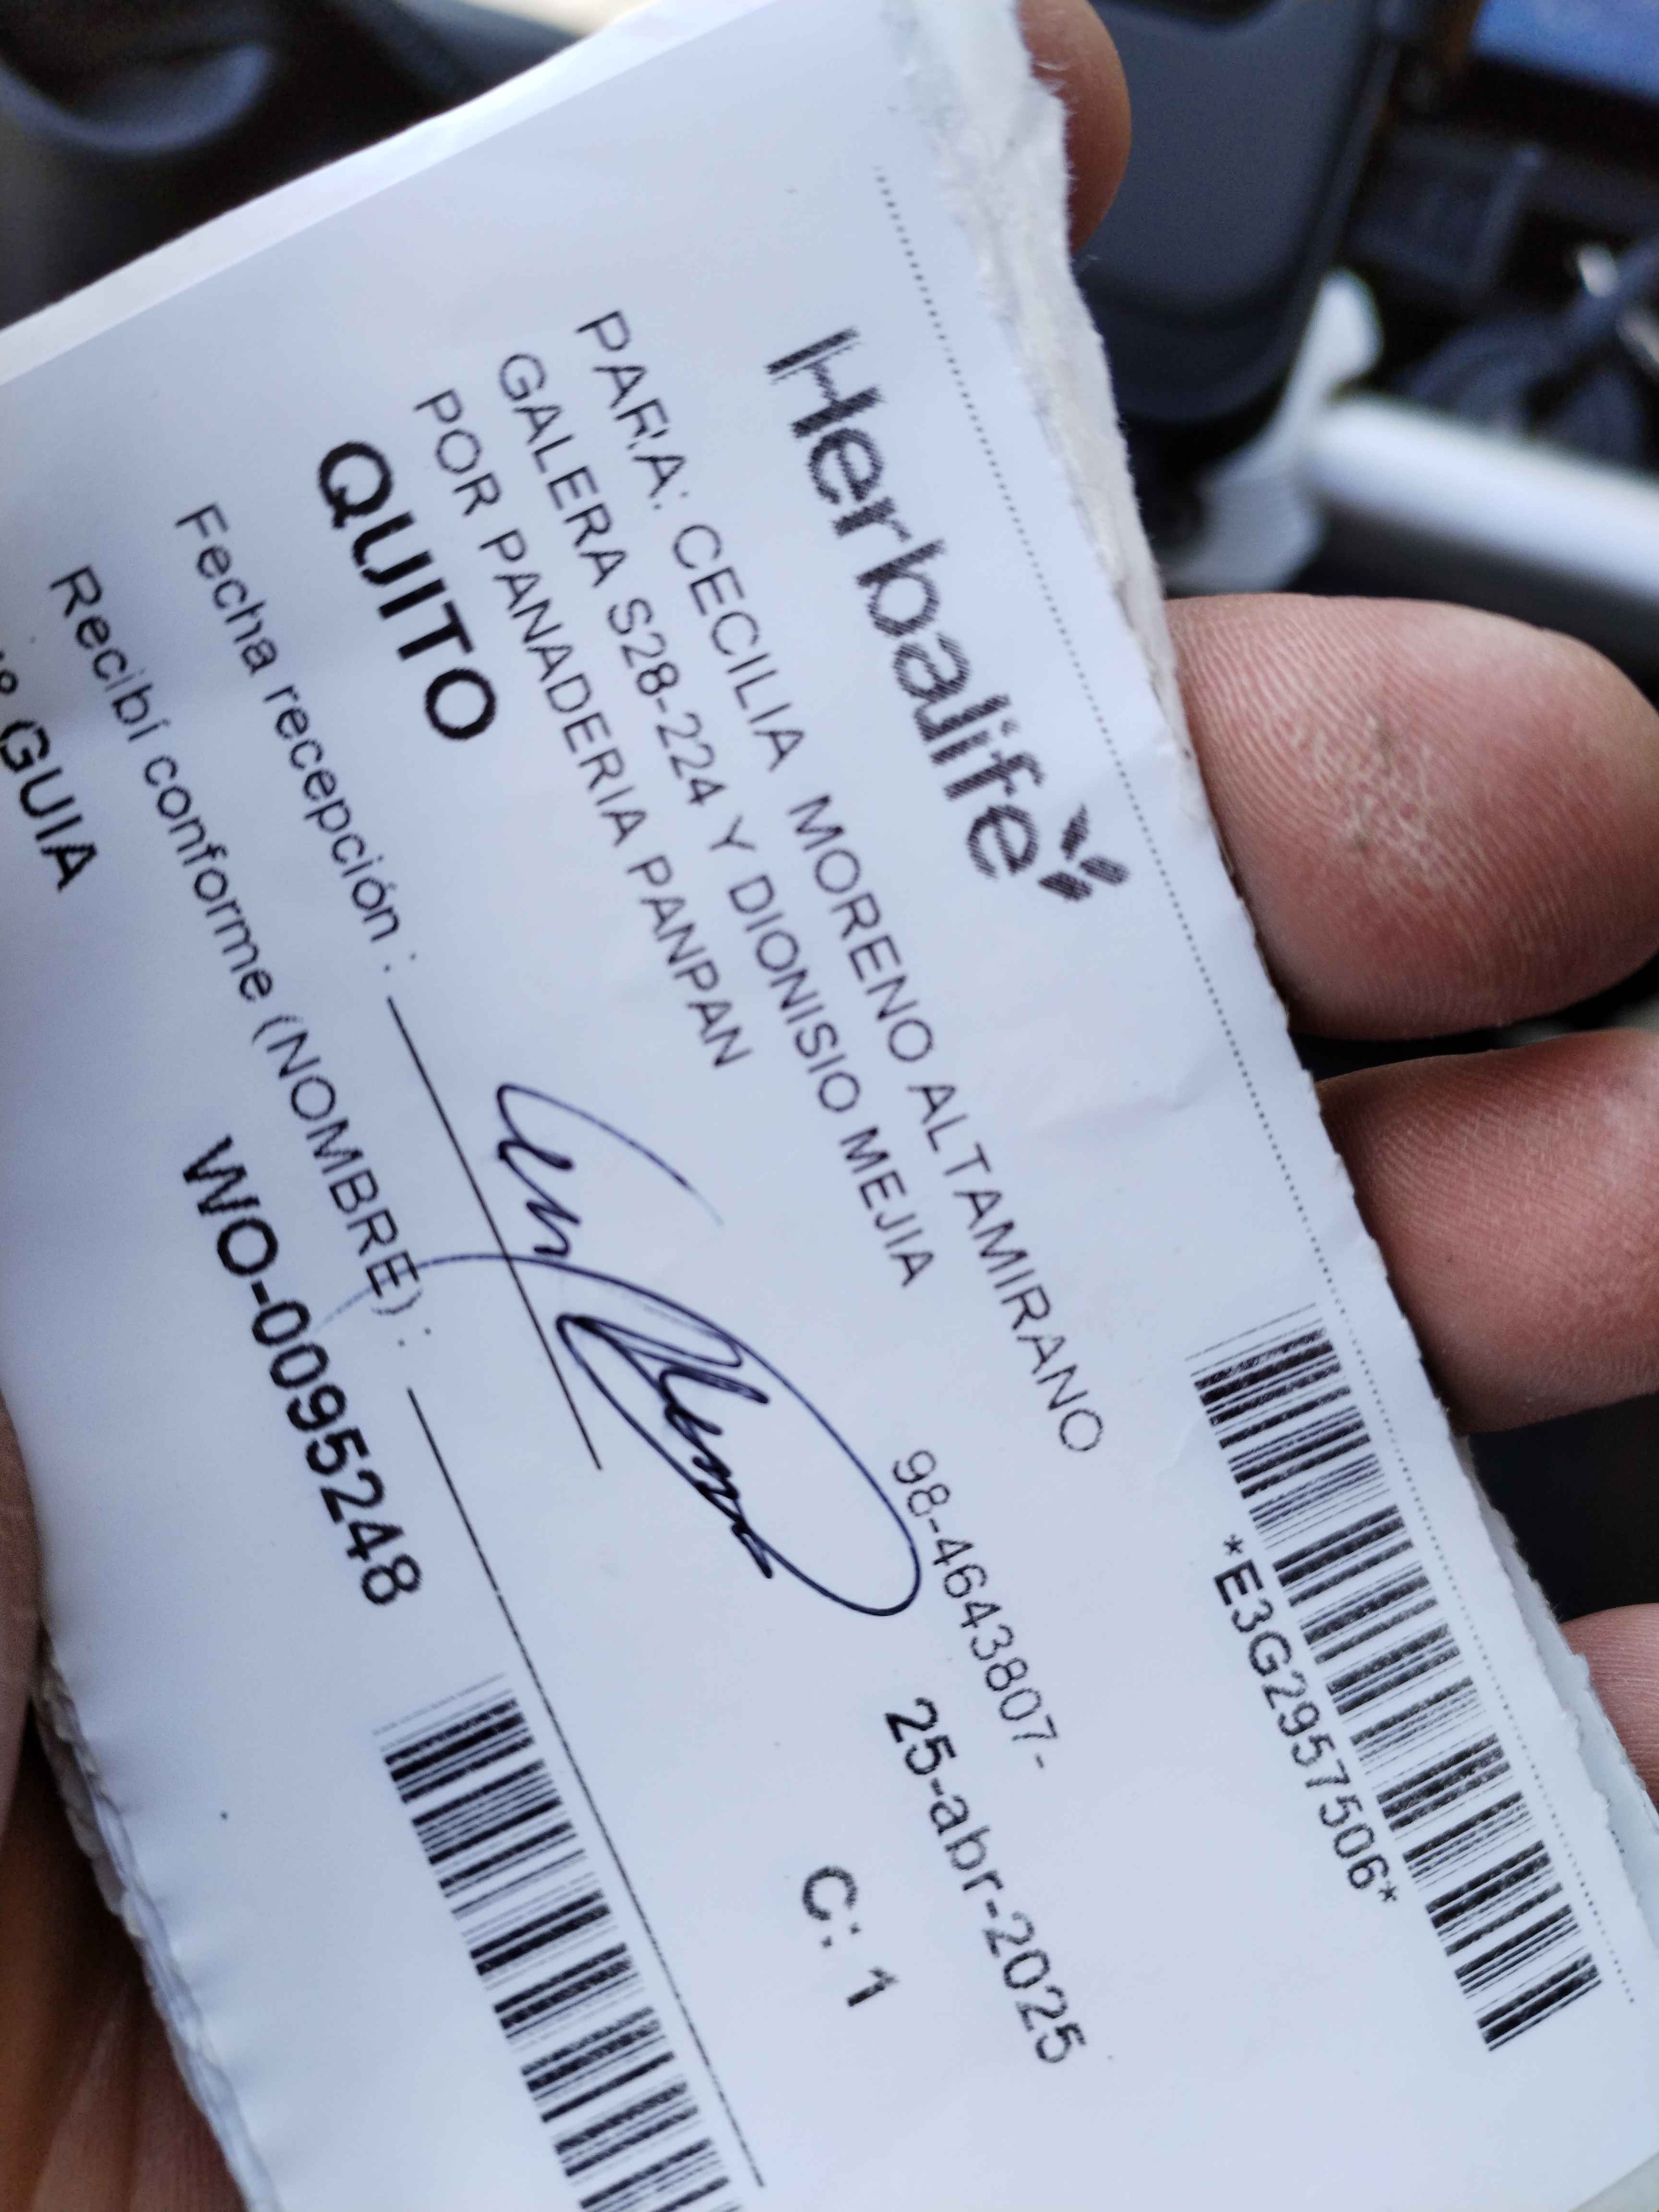 *E3G2957506*
Herbalife
PARA: CECILIA MORENO ALTAMIRANO
GALERA S28-224 Y DIONISIO MEJIA
98-4643807-
POR PANADERIA PANPAN
25-abr-2025
QUITO
C: 1
Fecha recepción :
Recibí conforme (NOMBRE) :
GUIA
WO-0095248